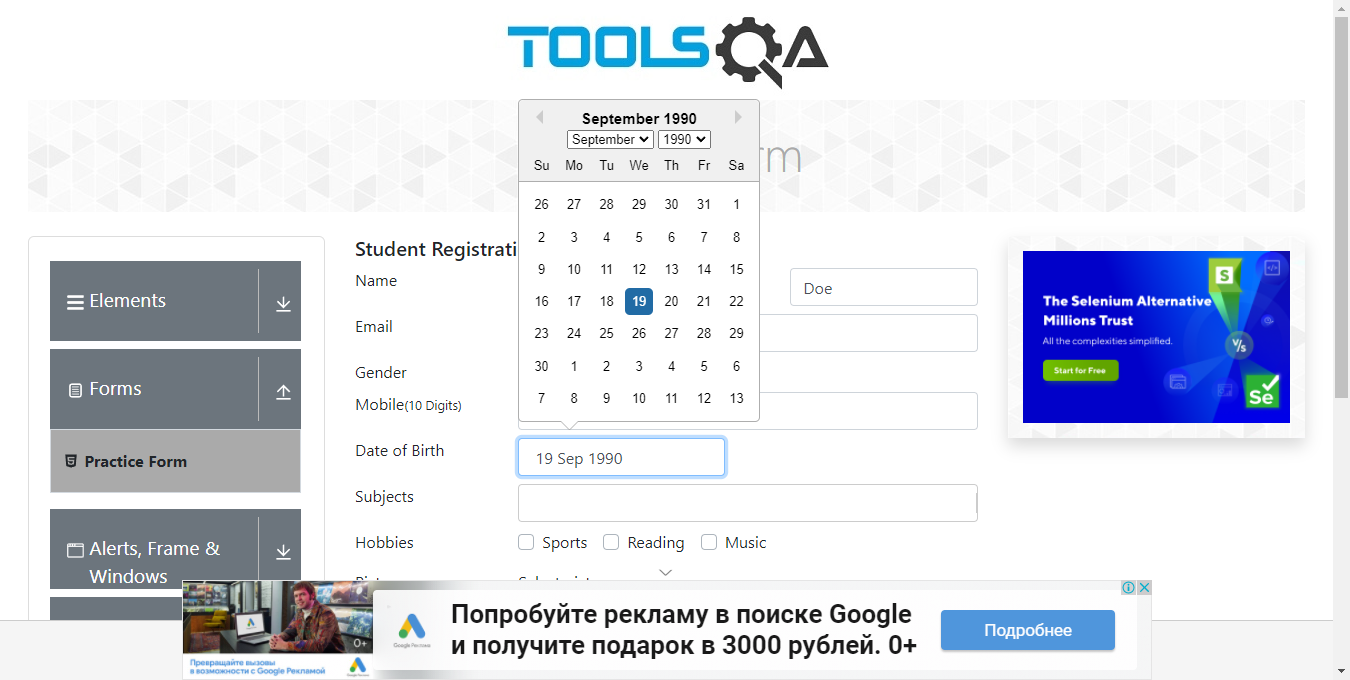 TOOLSQA
September 1990
September 1990
Su Mo Tu We Th Fr Sa
26 27 28 29 30 31 1
2 3 4 5 6 7 8
9 10 11 12 13 14 15
16 17 18 19 20 21 22
23 24 25 26 27 28 29
30 1 2 3 4 5 6
7 8 9 10 11 12 13
rm
Elements
Forms
Practice Form
Alerts, Frame &
Windows
Student Registrati
Name
Doe
Email
Gender
Mobile(10 Digits)
Date of Birth
19 Sep 1990
Subjects
Hobbies
Sports Reading Music
S
</>
The Selenium Alternative
Millions Trust
All the complexities simplified.
V/s
Start for Free
Se
0+
Превращайте вызовы
в возможности с Google Рекламой
Google Реклама
Попробуйте рекламу в поиске Google
и получите подарок в 3000 рублей. 0+
Подробнее